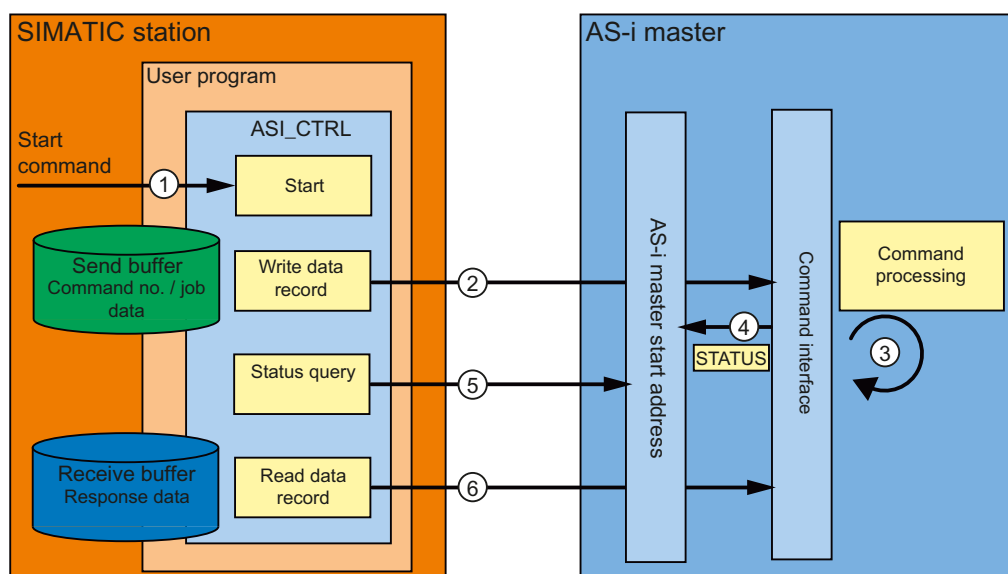 SIMATIC station
AS-i master
User program
ASI_CTRL
Start
command
1
Start
Send buffer
Command no. / job
data
Write data
record
2
Command
processing
4
STATUS
3
Status query
5
AS-i master start address
Command interface
Receive buffer
Response data
Read data
record
6